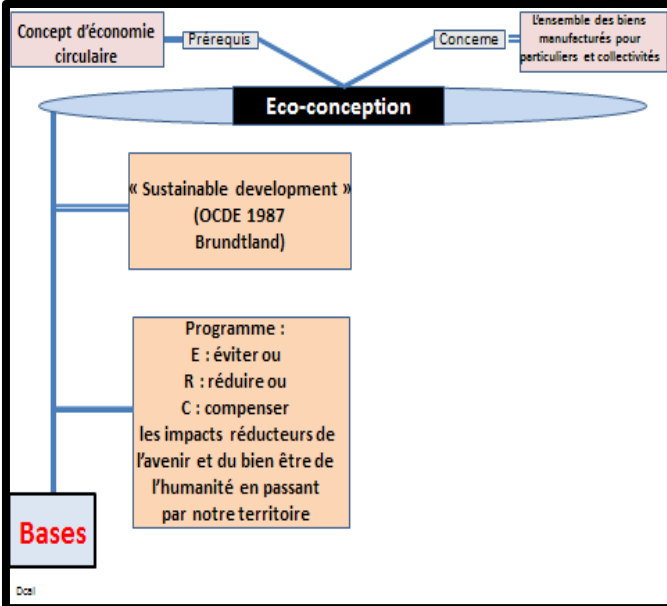 Concept d'économie
circulaire
Prérequis
Conceme
L'ensemble des biens
manufacturés pour
particuliers et collectivités
Eco-conception
« Sustainable development »
(OCDE 1987
Brundtland)
Programme :
E : éviter ou
R : réduire ou
C : compenser
les impacts réducteurs de
l'avenir et du bien être de
l'humanité en passant
par notre territoire
Bases